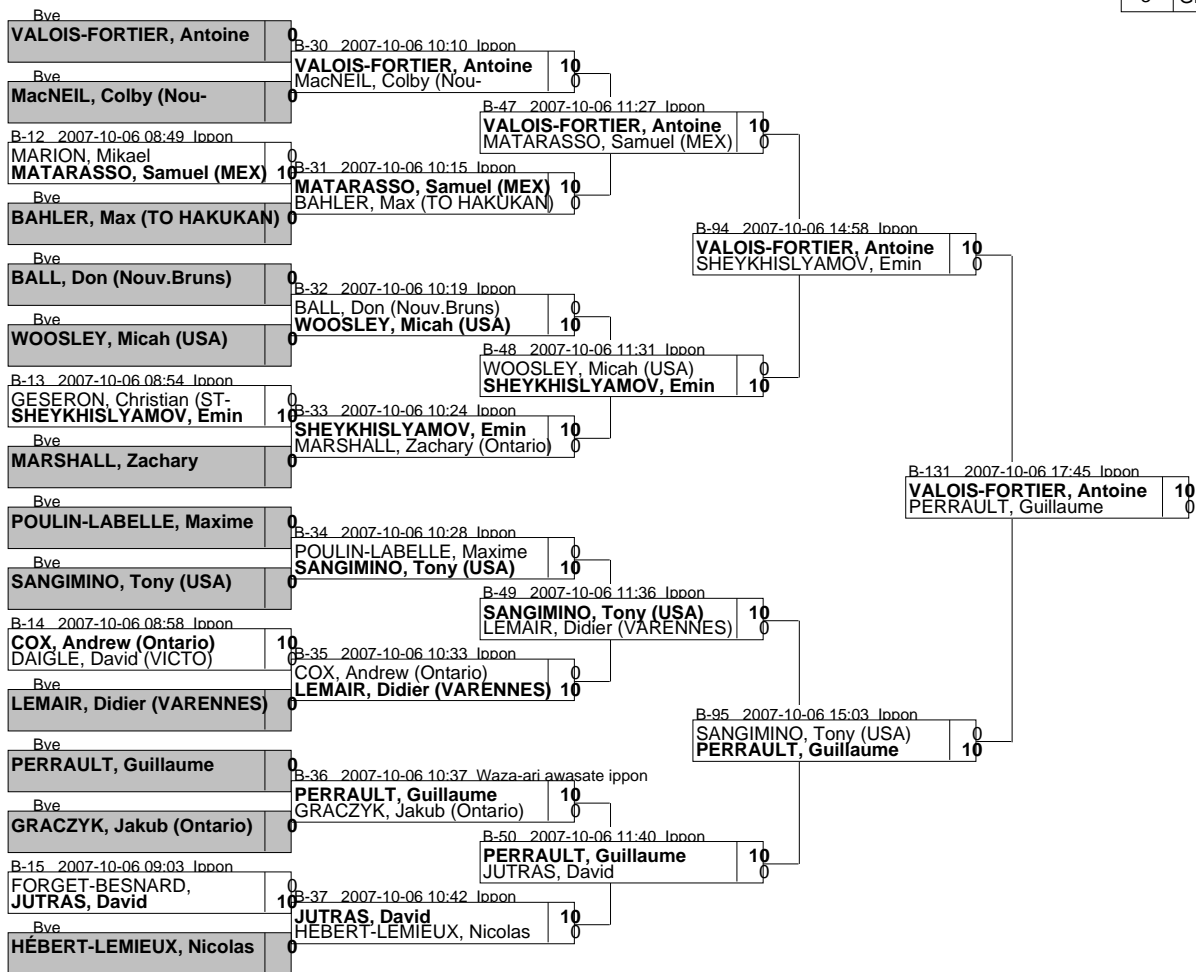 Bye
VALOIS-FORTIER, Antoine 0
Bye
MacNEIL, Colby (Nou- 0
B-12 2007-10-06 08:49 Ippon
MARION, Mikael 0
MATARASSO, Samuel (MEX) 10
Bye
BAHLER, Max (TO HAKUKAN) 0
Bye
BALL, Don (Nouv.Bruns) 0
Bye
WOOSLEY, Micah (USA) 0
B-13 2007-10-06 08:54 Ippon
GESERON, Christian (ST- 0
SHEYKHISLYAMOV, Emin 10
Bye
MARSHALL, Zachary 0
Bye
POULIN-LABELLE, Maxime 0
Bye
SANGIMINO, Tony (USA) 0
B-14 2007-10-06 08:58 Ippon
COX, Andrew (Ontario) 10
DAIGLE, David (VICTO) 0
Bye
LEMAIR, Didier (VARENNES) 0
Bye
PERRAULT, Guillaume 0
Bye
GRACZYK, Jakub (Ontario) 0
B-15 2007-10-06 09:03 Ippon
FORGET-BESNARD, 0
JUTRAS, David 10
Bye
HÉBERT-LEMIEUX, Nicolas 0
B-30 2007-10-06 10:10 Ippon
VALOIS-FORTIER, Antoine 10
MacNEIL, Colby (Nou- 0
B-31 2007-10-06 10:15 Ippon
MATARASSO, Samuel (MEX) 10
BAHLER, Max (TO HAKUKAN) 0
B-32 2007-10-06 10:19 Ippon
BALL, Don (Nouv.Bruns) 0
WOOSLEY, Micah (USA) 10
B-33 2007-10-06 10:24 Ippon
SHEYKHISLYAMOV, Emin 10
MARSHALL, Zachary (Ontario) 0
B-34 2007-10-06 10:28 Ippon
POULIN-LABELLE, Maxime 0
SANGIMINO, Tony (USA) 10
B-35 2007-10-06 10:33 Ippon
COX, Andrew (Ontario) 0
LEMAIR, Didier (VARENNES) 10
B-36 2007-10-06 10:37 Waza-ari awasate ippon
PERRAULT, Guillaume 10
GRACZYK, Jakub (Ontario) 0
B-37 2007-10-06 10:42 Ippon
JUTRAS, David 10
HÉBERT-LEMIEUX, Nicolas 0
B-47 2007-10-06 11:27 Ippon
VALOIS-FORTIER, Antoine 10
MATARASSO, Samuel (MEX) 0
B-48 2007-10-06 11:31 Ippon
WOOSLEY, Micah (USA) 0
SHEYKHISLYAMOV, Emin 10
B-49 2007-10-06 11:36 Ippon
SANGIMINO, Tony (USA) 10
LEMAIR, Didier (VARENNES) 0
B-50 2007-10-06 11:40 Ippon
PERRAULT, Guillaume 10
JUTRAS, David 0
B-94 2007-10-06 14:58 Ippon
VALOIS-FORTIER, Antoine 10
SHEYKHISLYAMOV, Emin 0
B-95 2007-10-06 15:03 Ippon
SANGIMINO, Tony (USA) 0
PERRAULT, Guillaume 10
B-131 2007-10-06 17:45 Ippon
VALOIS-FORTIER, Antoine 10
PERRAULT, Guillaume 0